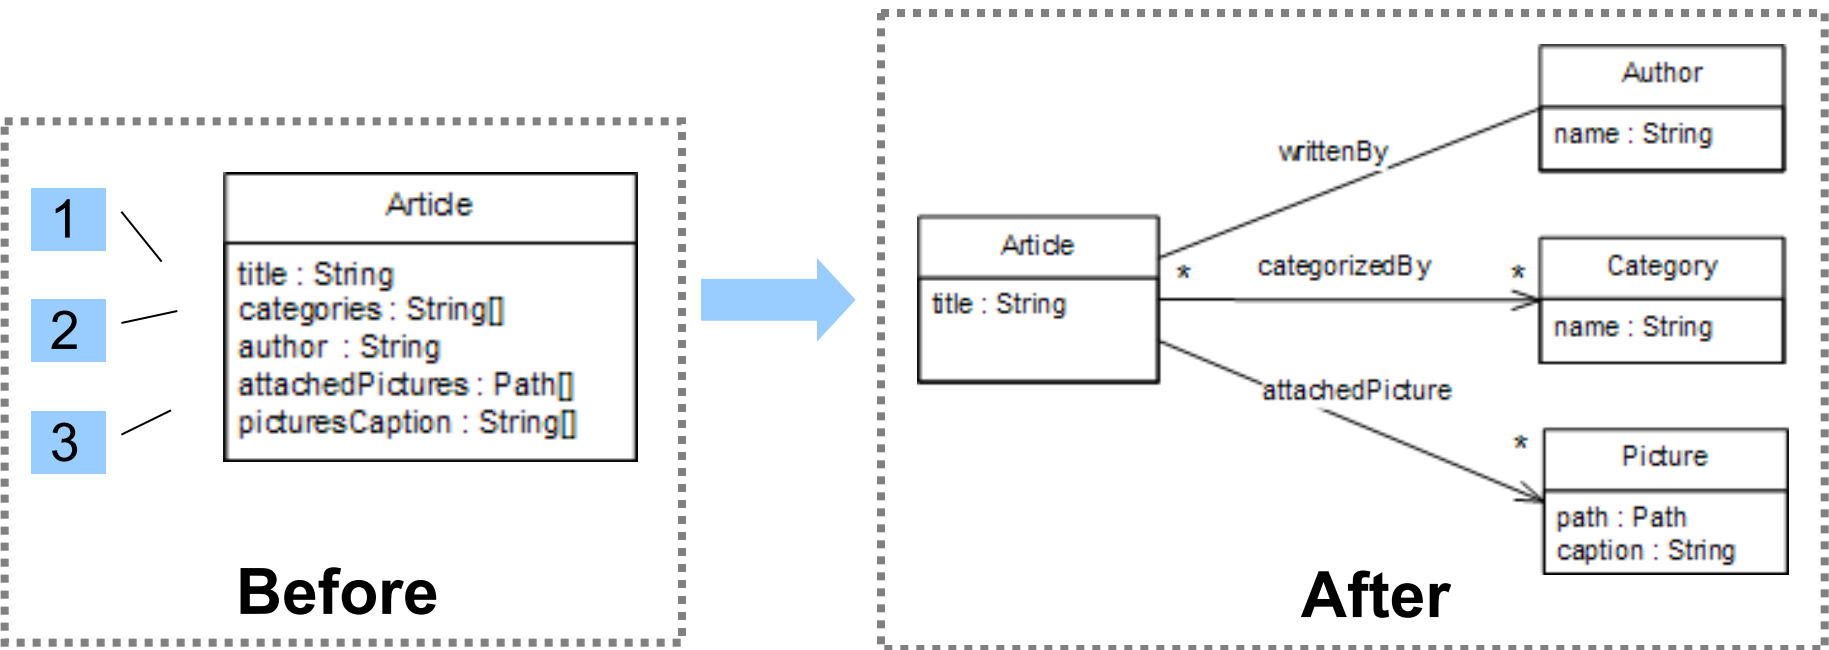 1
2
3
Article
title : String
categories : String[]
author : String
attachedPictures : Path[]
picturesCaption : String[]
Before
Article
title : String
writtenBy
* categorizedBy *
attachedPicture
*
Author
name : String
Category
name : String
Picture
path : Path
caption : String
After